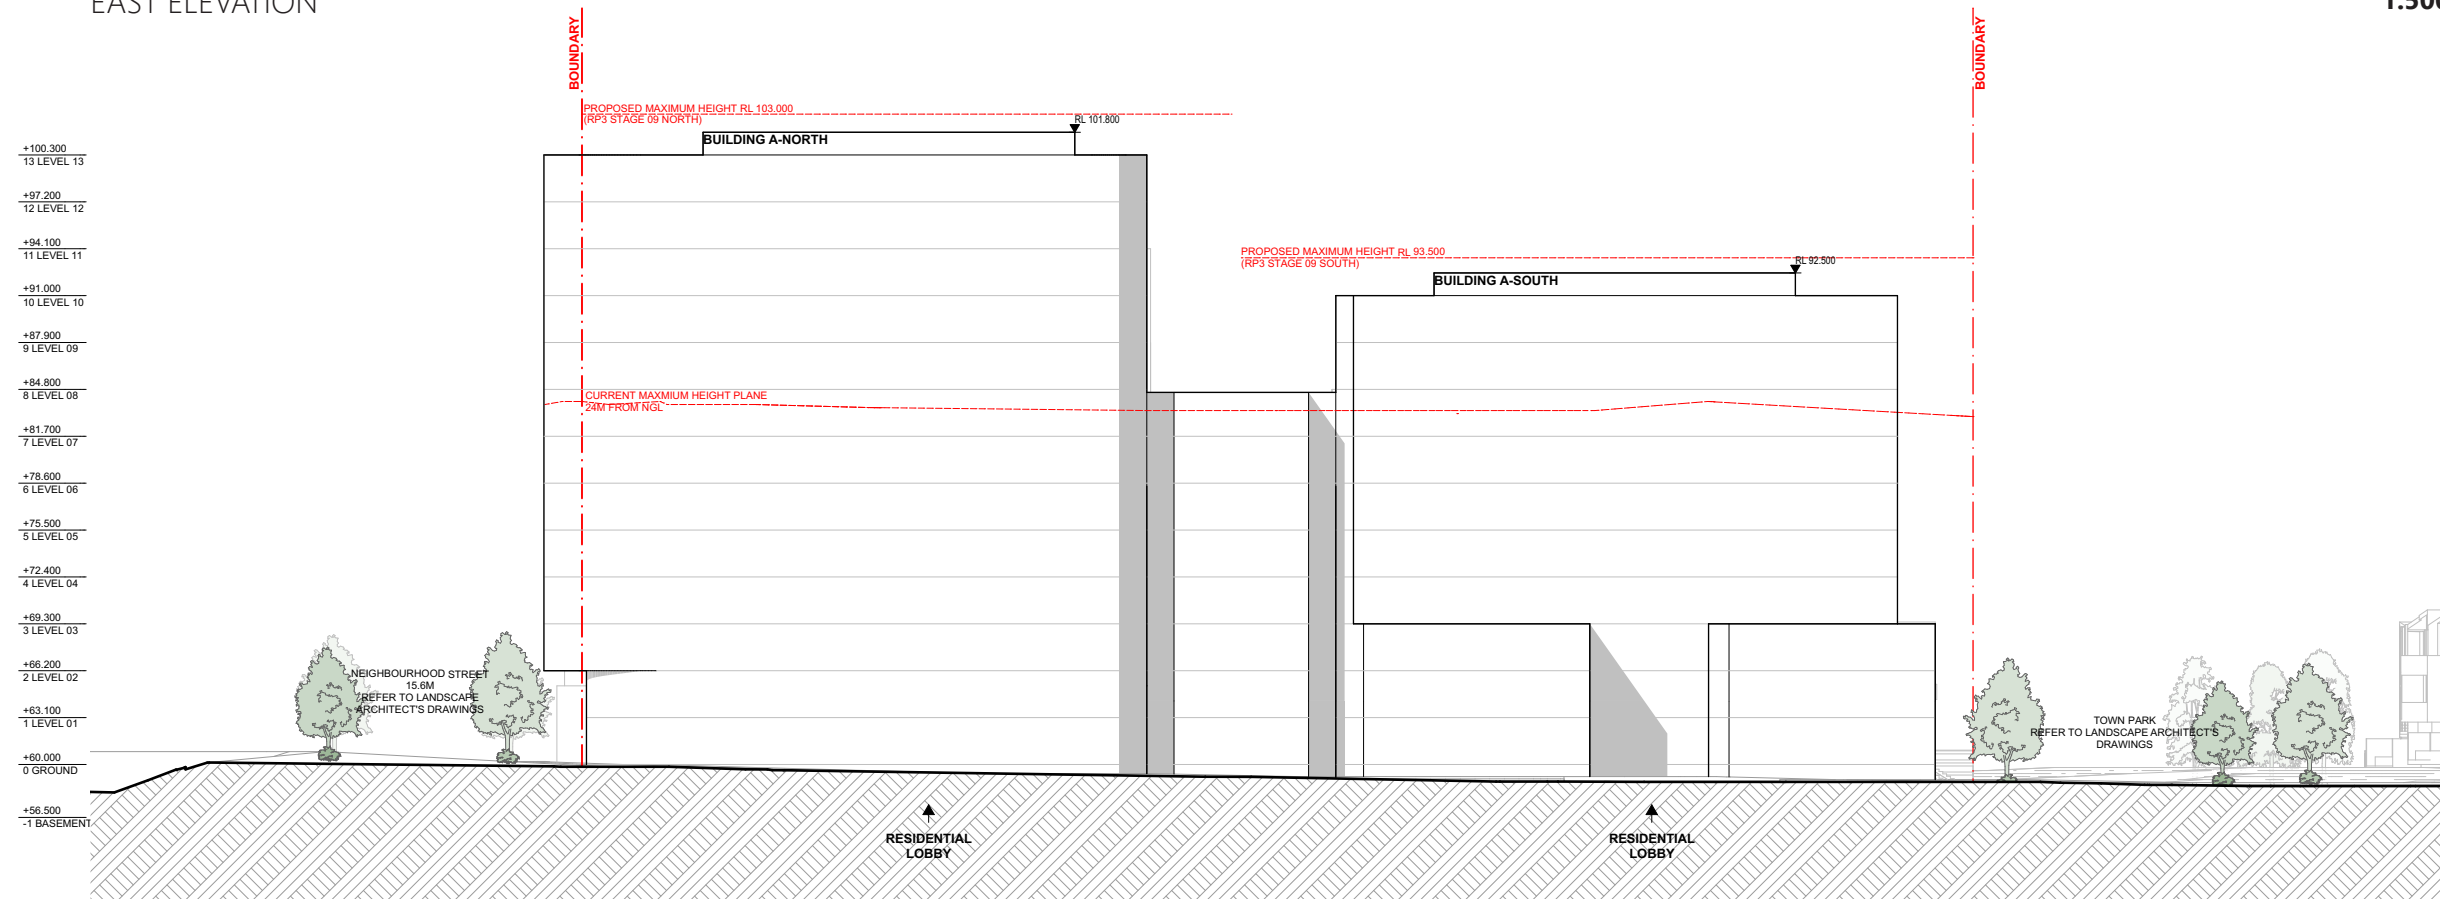 EAST ELEVATION
1:500
BOUNDARY
BOUNDARY
PROPOSED MAXIMUM HEIGHT RL 103.000
(RP3 STAGE 09 NORTH)
RL 101.800
BUILDING A-NORTH
+100.300
13 LEVEL 13
+97.200
12 LEVEL 12
+94.100
11 LEVEL 11
PROPOSED MAXIMUM HEIGHT RL 93.500
(RP3 STAGE 09 SOUTH)
RL 92.500
BUILDING A-SOUTH
+91.000
10 LEVEL 10
+87.900
9 LEVEL 09
+84.800
8 LEVEL 08
CURRENT MAXMIUM HEIGHT PLANE
24M FROM NGL
+81.700
7 LEVEL 07
+78.600
6 LEVEL 06
+75.500
5 LEVEL 05
+72.400
4 LEVEL 04
+69.300
3 LEVEL 03
+66.200
2 LEVEL 02
NEIGHBOURHOOD STREET
15.6M
REFER TO LANDSCAPE
ARCHITECT'S DRAWINGS
+63.100
1 LEVEL 01
TOWN PARK
REFER TO LANDSCAPE ARCHITECT'S
DRAWINGS
+60.000
0 GROUND
+56.500
-1 BASEMENT
RESIDENTIAL
LOBBY
RESIDENTIAL
LOBBY